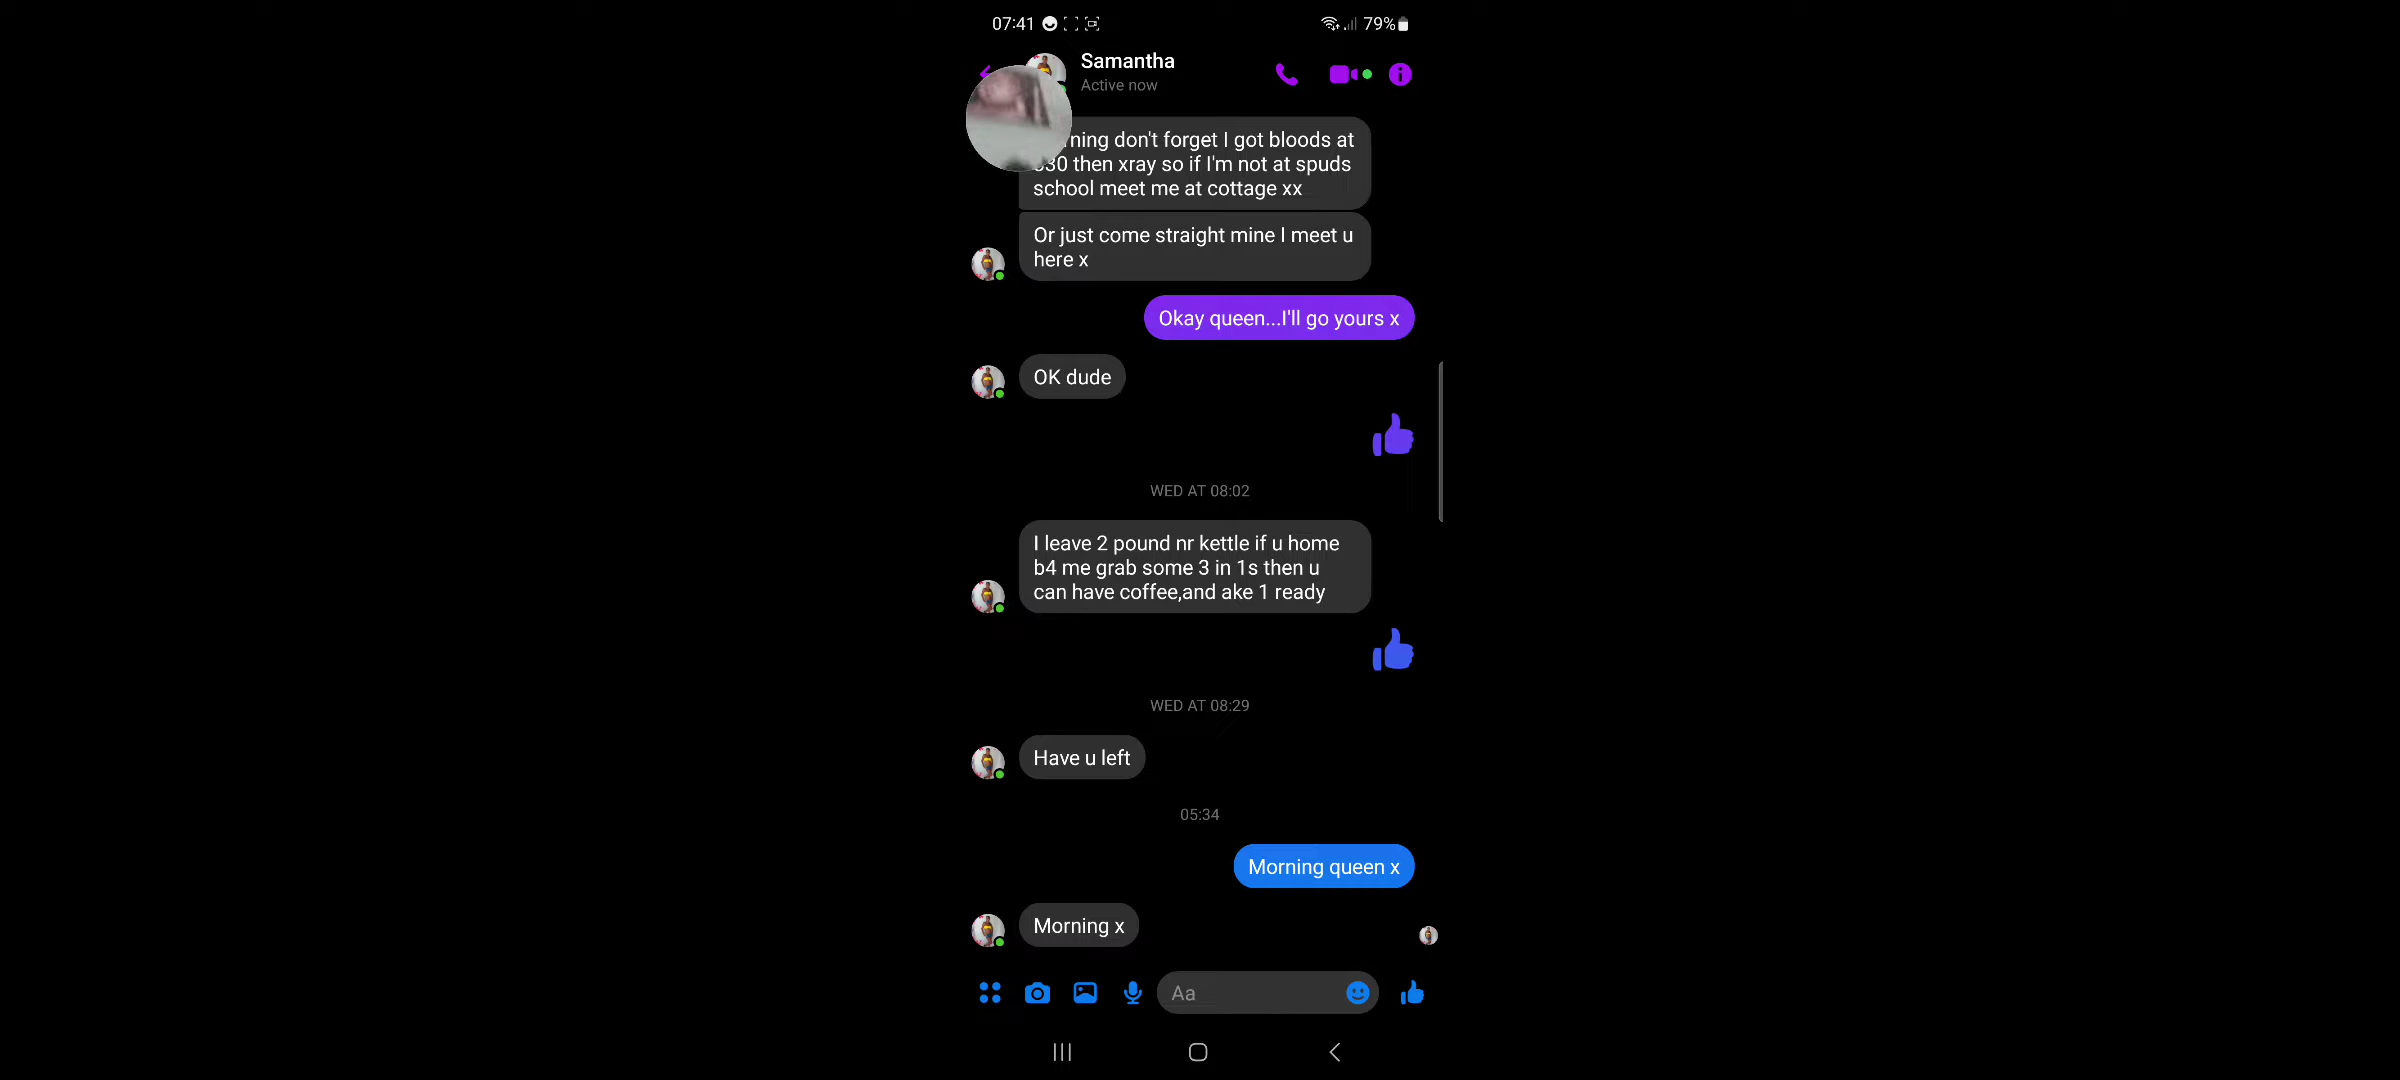 07:41
79%
Samantha
Active now
don't forget I got bloods at
then xray so if I'm not at spuds
school meet me at cottage xx
Or just come straight mine I meet u
here x
Okay queen...I'll go yours x
OK dude
WED AT 08:02
I leave 2 pound nr kettle if u home
b4 me grab some 3 in 1s then u
can have coffee,and ake 1 ready
WED AT 08:29
Have u left
05:34
Morning queen x
Morning x
Aa